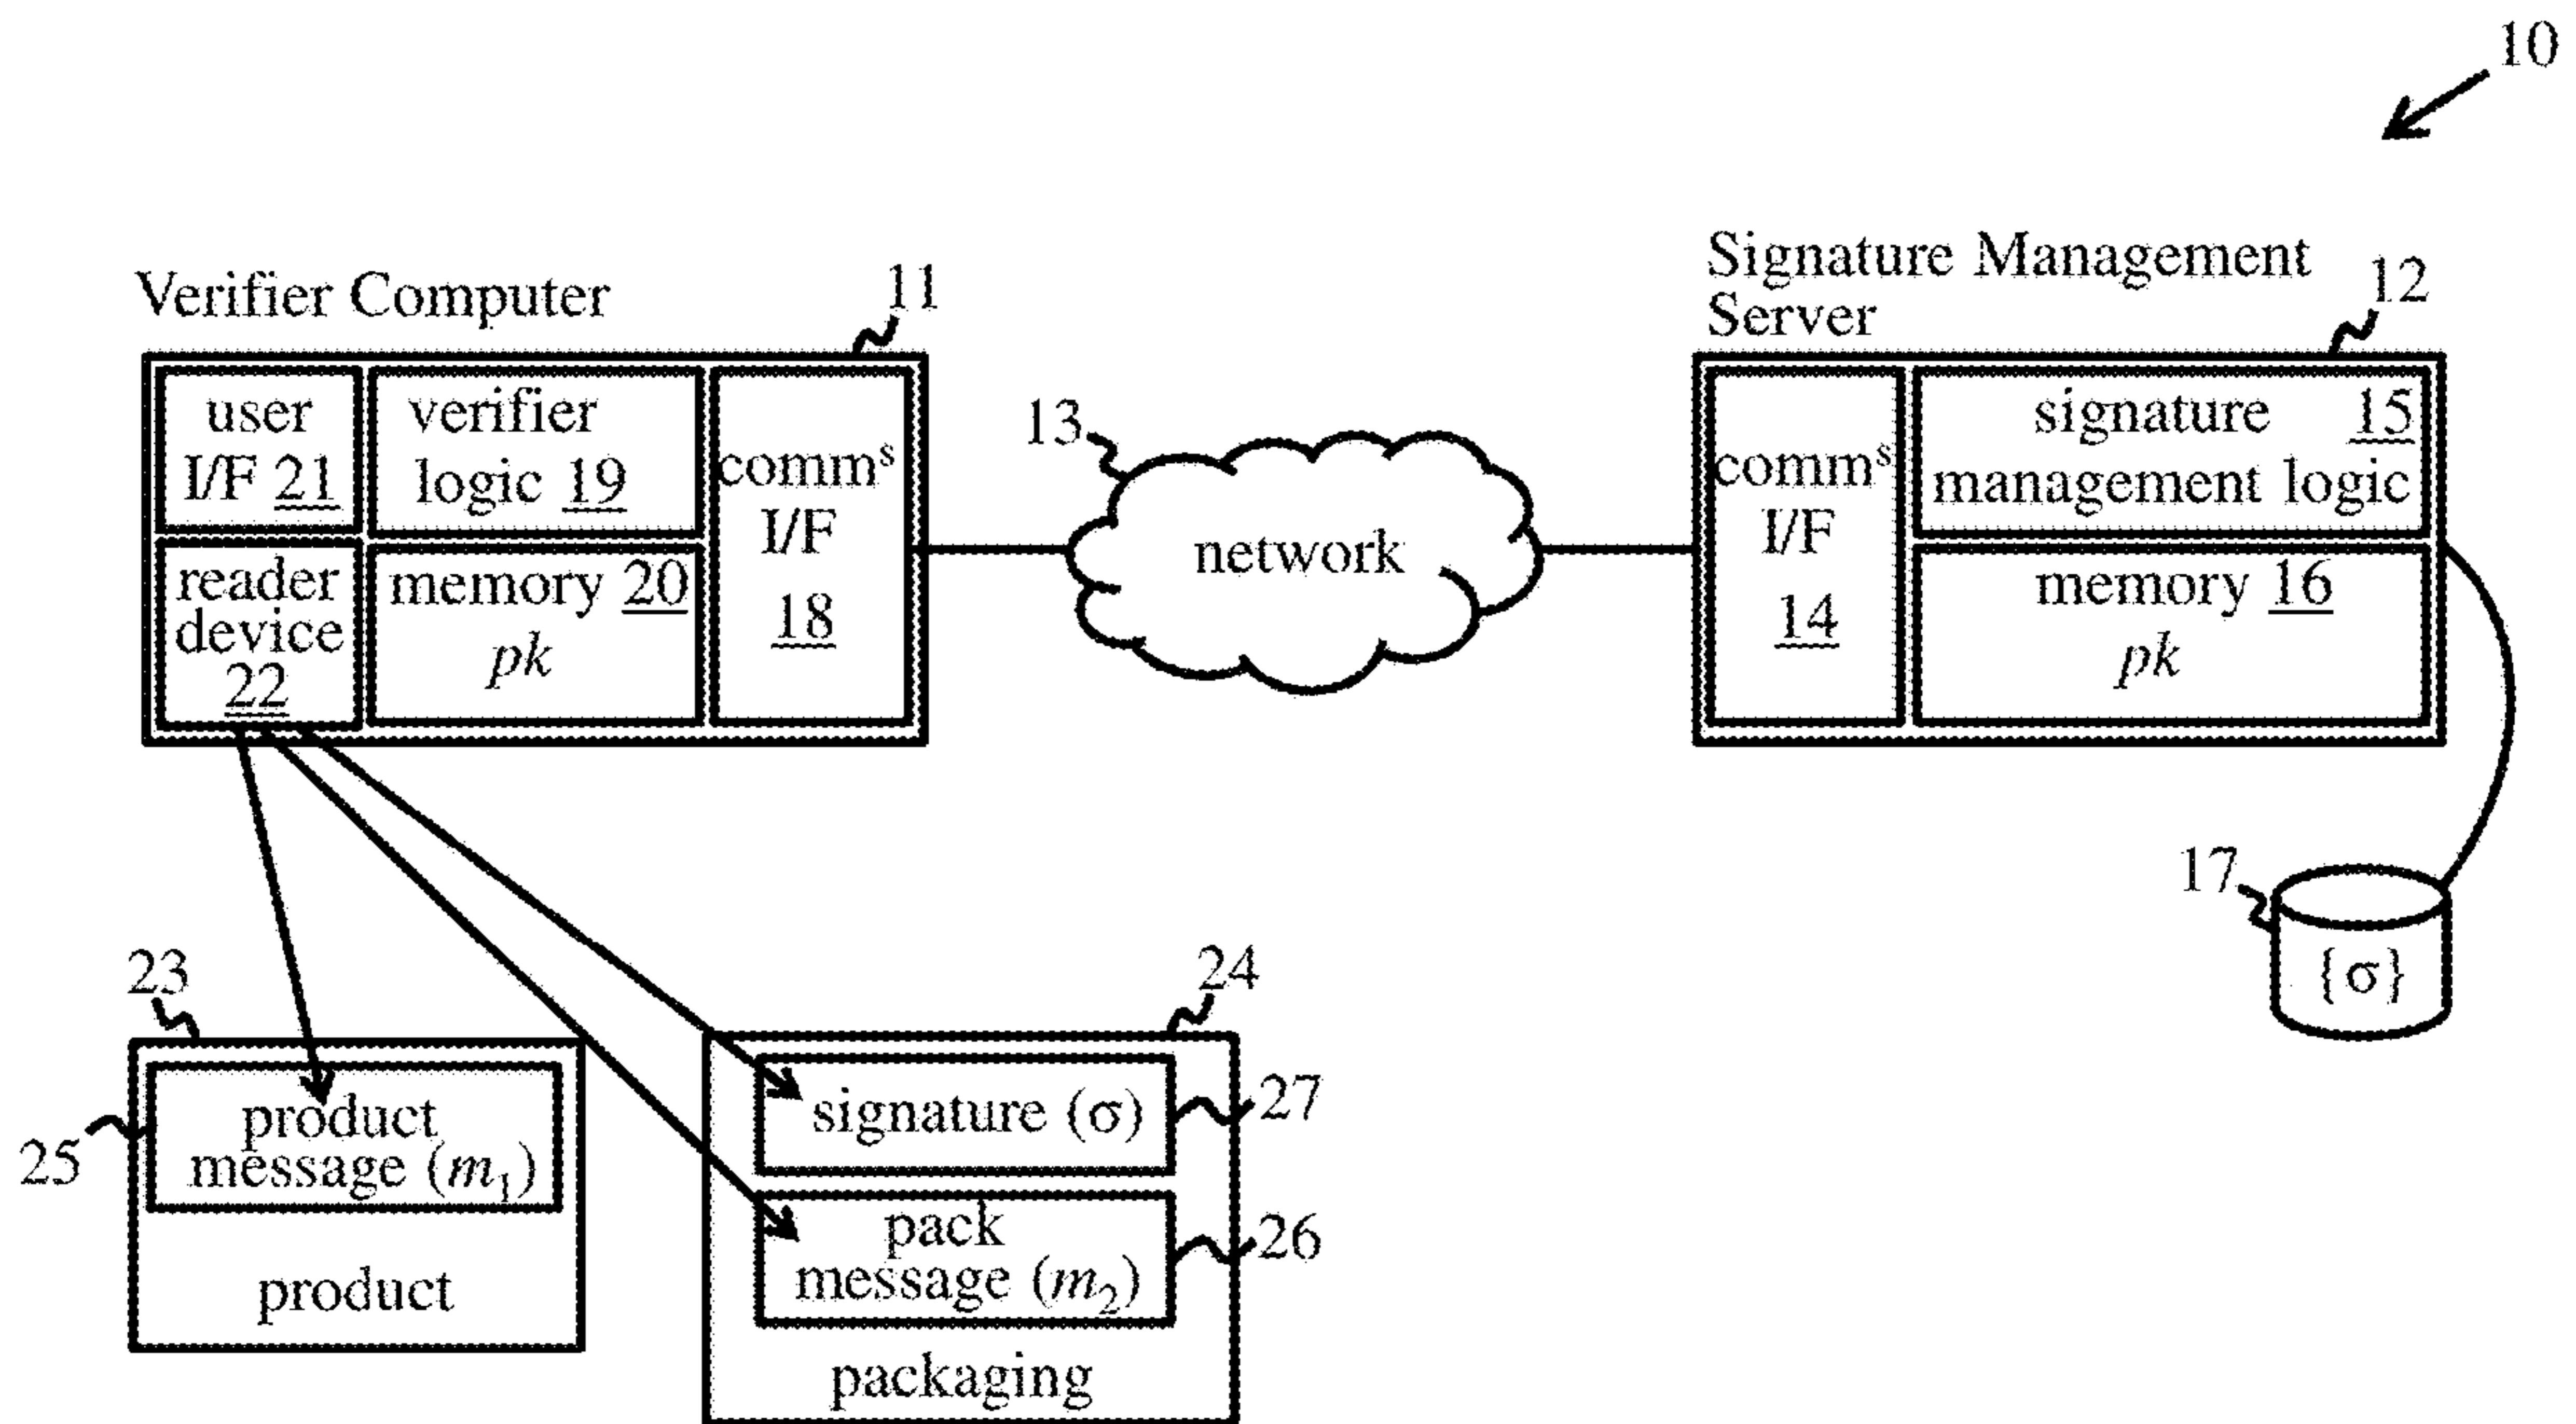 10
Verifier Computer
11
user
I/F 21
verifier
logic 19
comms
I/F
18
reader
device
22
memory 20
pk
13
network
Signature Management
Server
12
comms
I/F
14
signature 15
management logic
memory 16
pk
17
{σ}
23
25
product
message (m1)
product
24
signature (σ)
27
pack
message (m2)
26
packaging